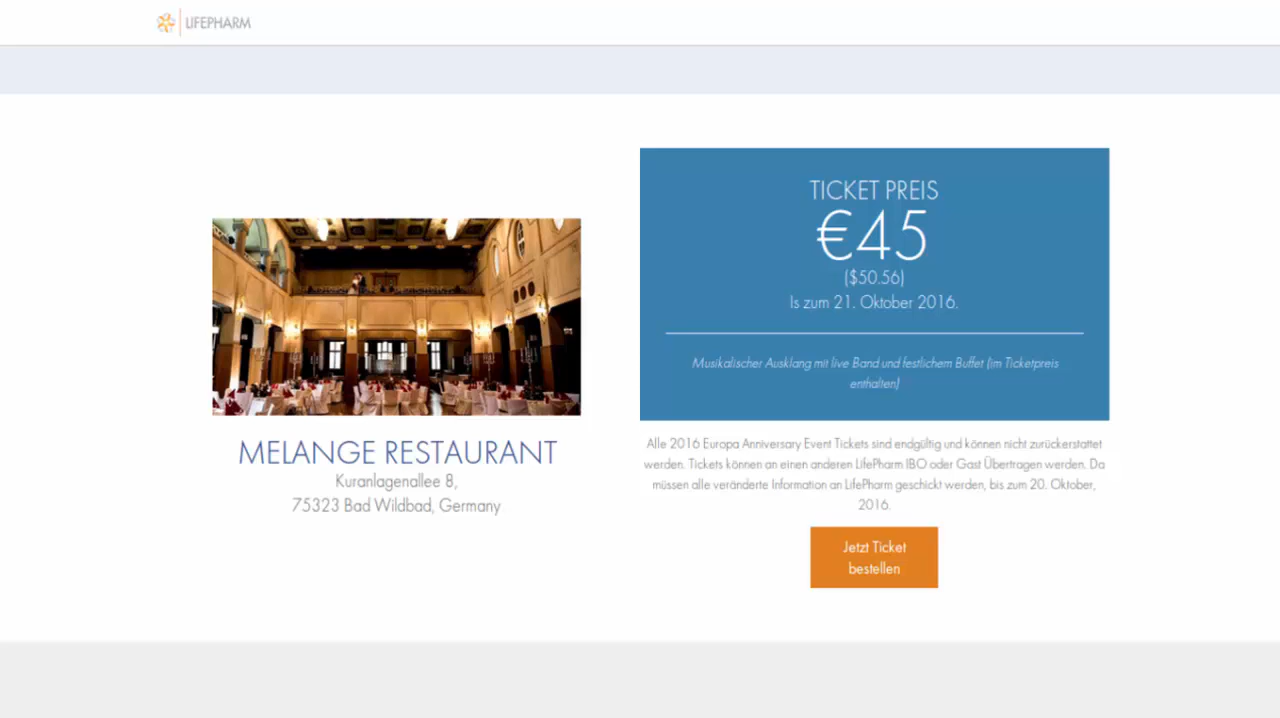 LIFEPHARM
MELANGE RESTAURANT
Kuranlagenallee 8,
75323 Bad Wildbad, Germany
TICKET PREIS
€45
($50.56)
Is zum 21. Oktober 2016.
Musikalischer Ausklang mit live Band und festlichem Buffet (im Ticketpreis
enthalten)
Alle 2016 Europa Anniversary Event Tickets sind endgültig und können nicht zurückerstattet
werden. Tickets können an einen anderen LifePharm IBO oder Gast Übertragen werden. Da
müssen alle veränderte Information an LifePharm geschickt werden, bis zum 20. Oktober,
2016.
Jetzt Ticket
bestellen